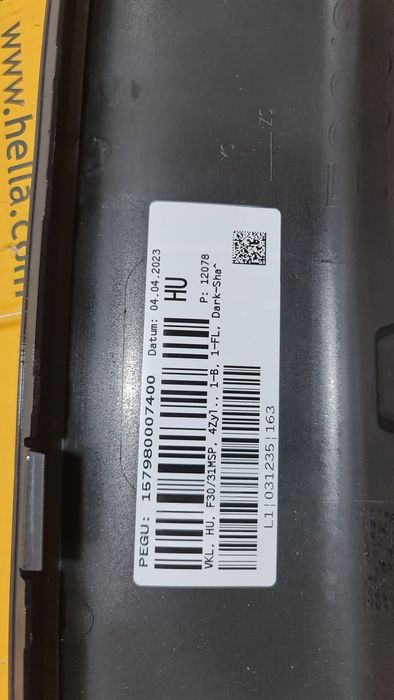 www.hella.com
PEGU: 157980007400
Datum: 04.04.2023
HU
P: 12078
VKL, HU, F30/31MSP, 4Zyl., 1-B, 1-FL, Dark-Sha^
L1|031235|163